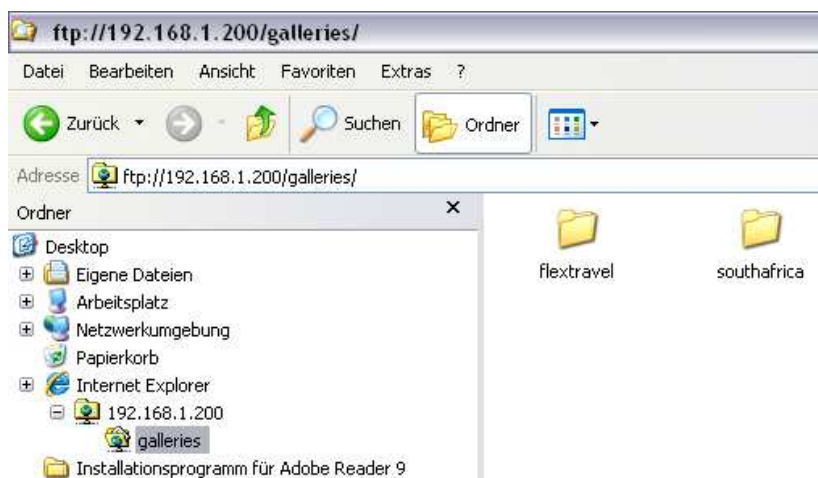 ftp://192.168.1.200/galleries/
Datei Bearbeiten Ansicht Favoriten Extras ?
Zurück Suchen Ordner
Adresse ftp://192.168.1.200/galleries/
Ordner
Desktop
Eigene Dateien
Arbeitsplatz
Netzwerkumgebung
Papierkorb
Internet Explorer
192.168.1.200
galleries
Installationsprogramm für Adobe Reader 9
flextravel southafrica